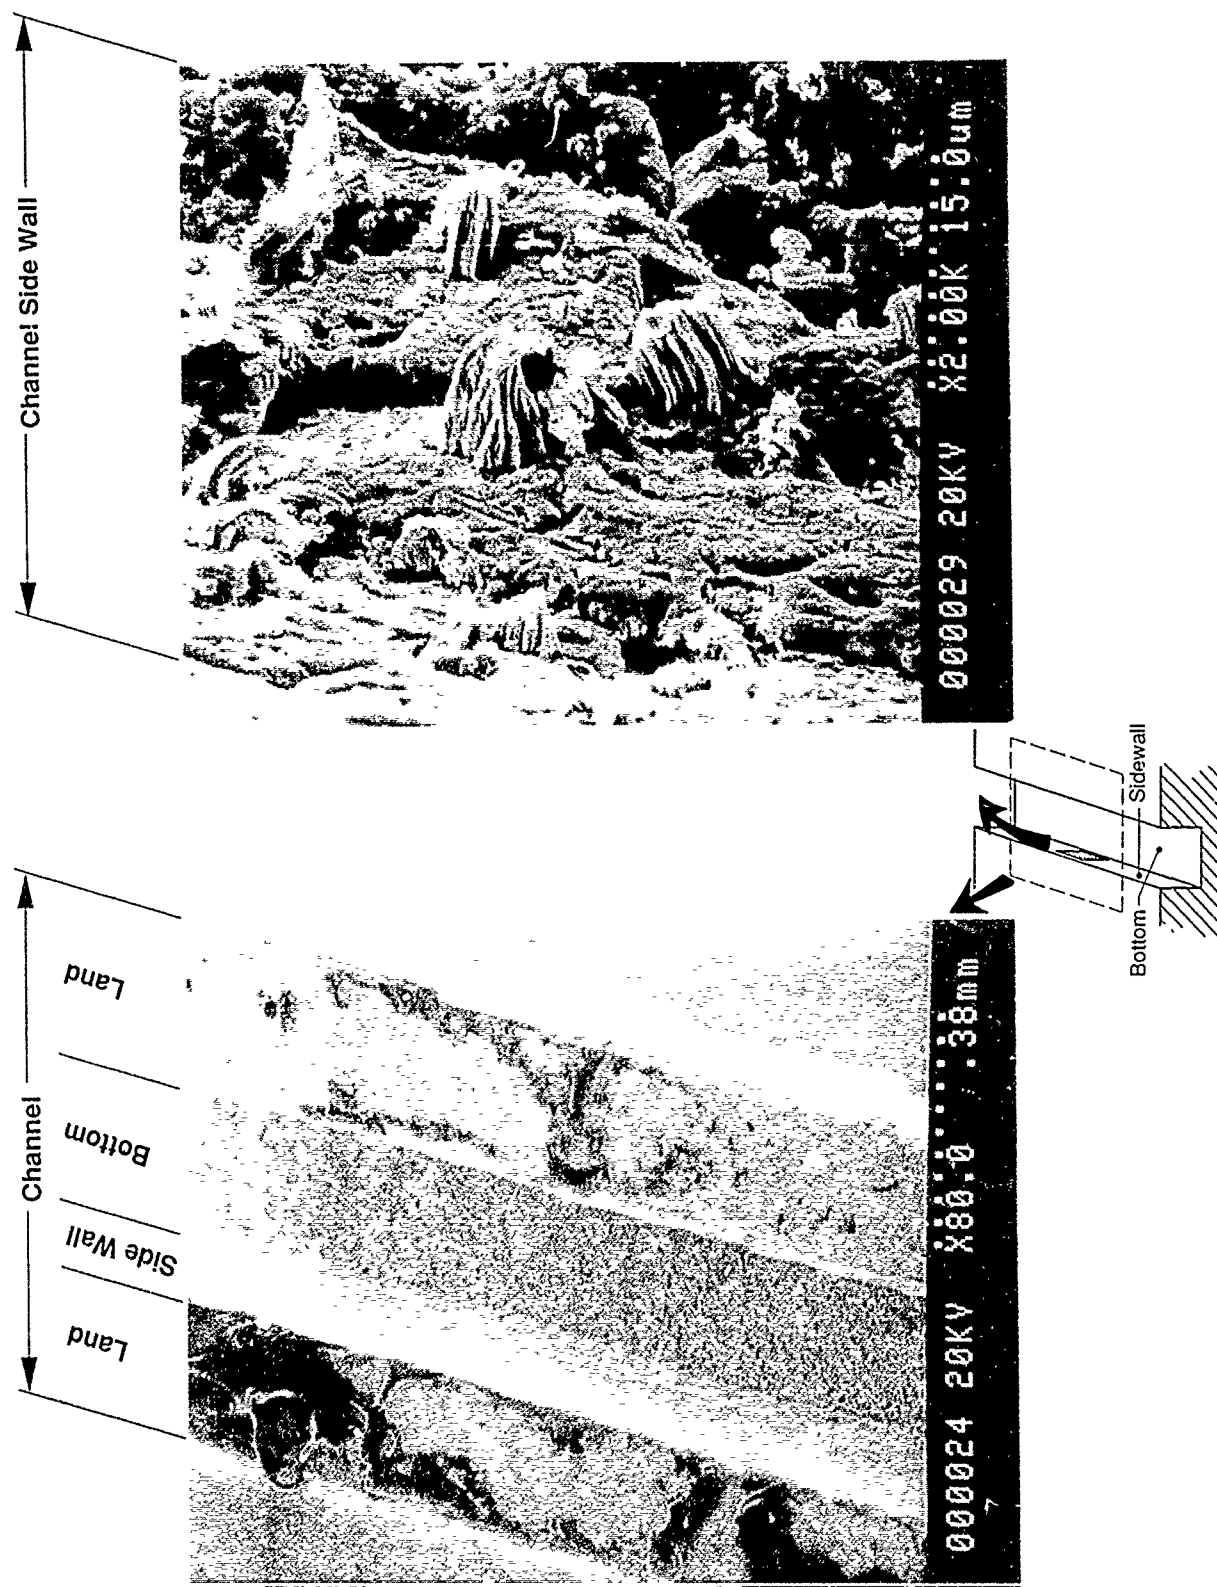 Channel
Land
Side Wall
Bottom
Land
000024 20KV X80.0 .38mm
Channel Side Wall
000029 20KV X2.00K 15.0um
Bottom
Sidewall